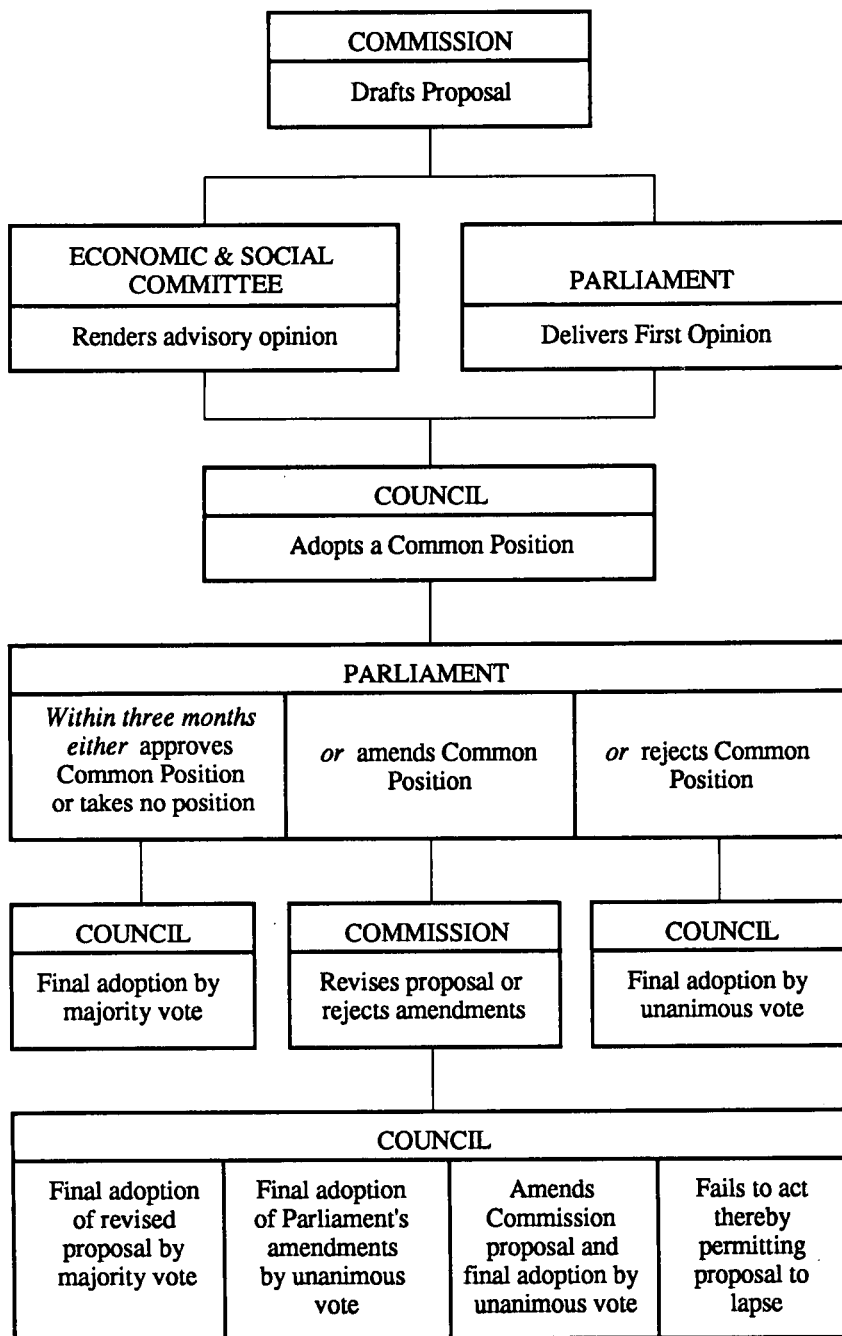 COMMISSION
Drafts Proposal
ECONOMIC & SOCIAL
COMMITTEE
Renders advisory opinion
PARLIAMENT
Delivers First Opinion
COUNCIL
Adopts a Common Position
PARLIAMENT
Within three months
either approves
Common Position
or takes no position
or amends Common
Position
or rejects Common
Position
COUNCIL
Final adoption by
majority vote
COMMISSION
Revises proposal or
rejects amendments
COUNCIL
Final adoption by
unanimous vote
COUNCIL
Final adoption
of revised
proposal by
majority vote
Final adoption
of Parliament's
amendments
by unanimous
vote
Amends
Commission
proposal and
final adoption by
unanimous vote
Fails to act
thereby
permitting
proposal to
lapse